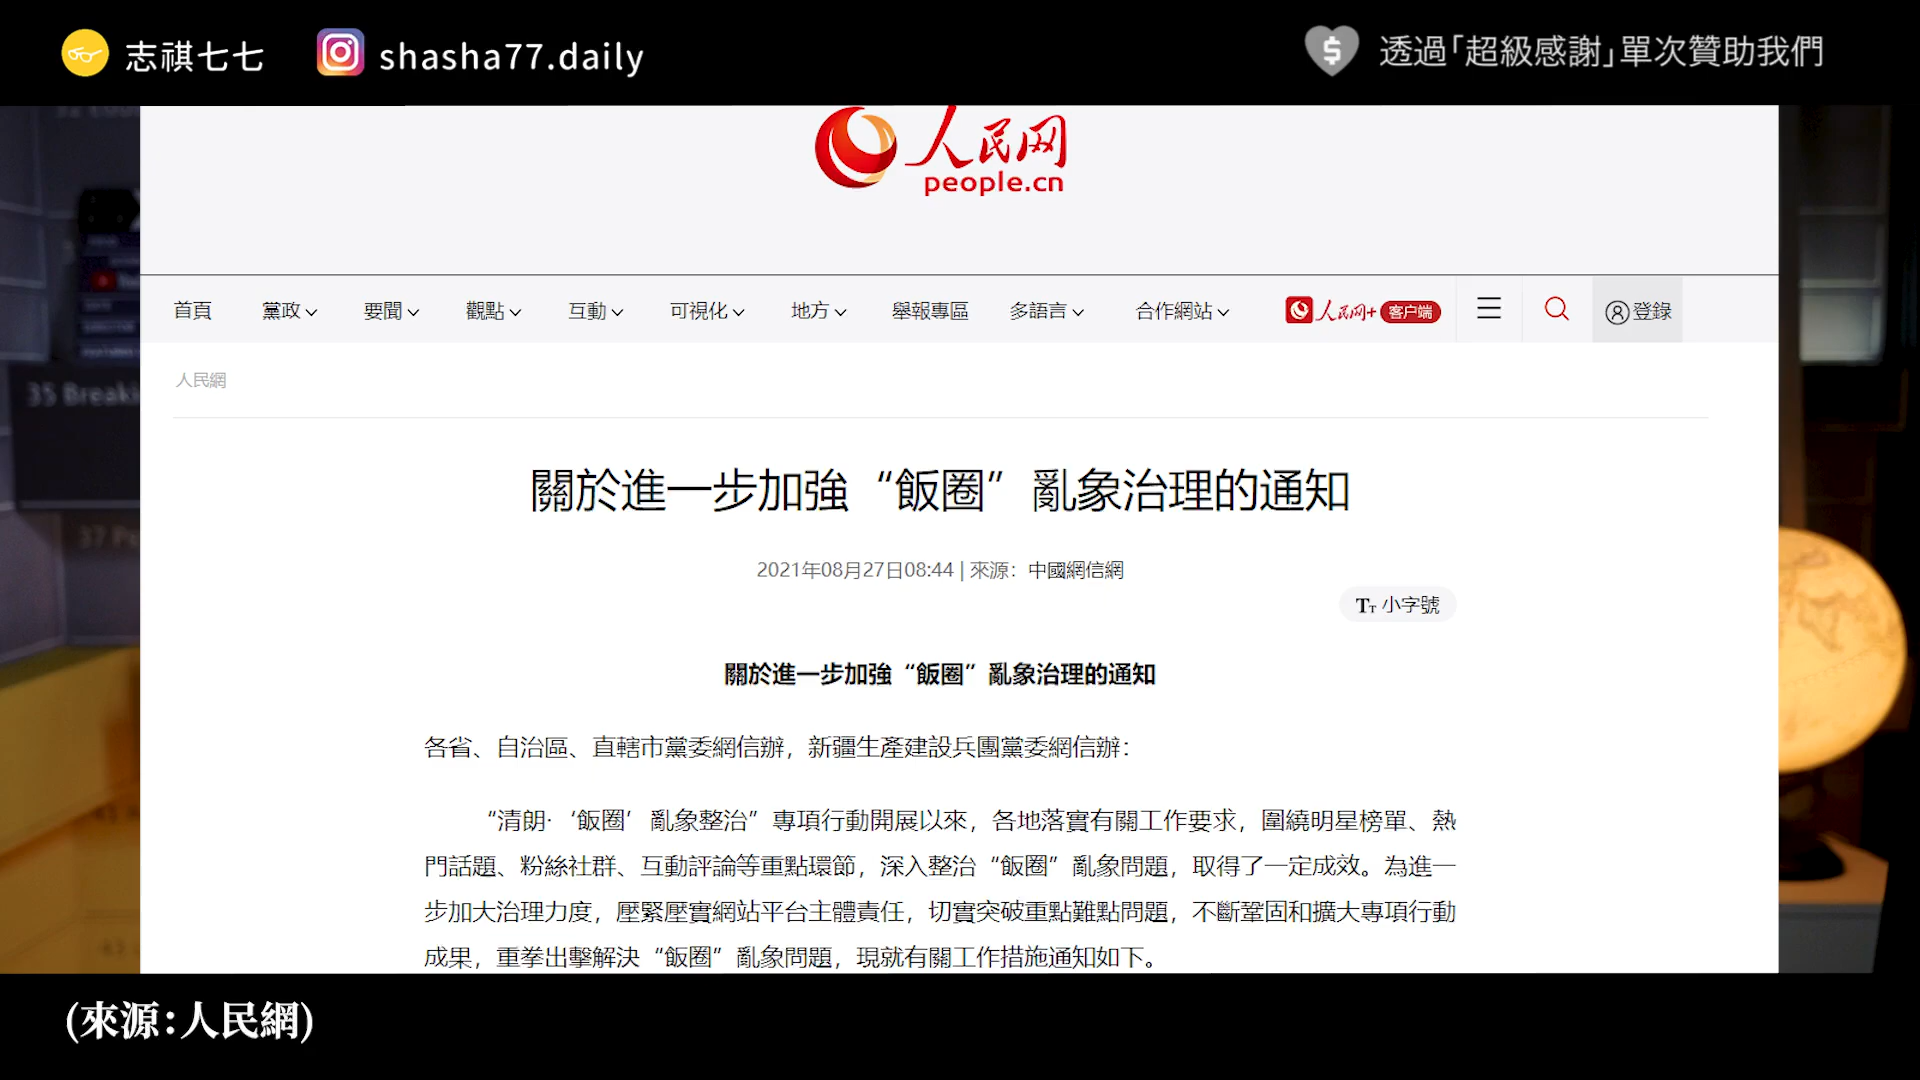 志祺七七
shasha77.daily
透過「超級感謝」單次贊助我們
人民网
people.cn
首頁 黨政 要聞 觀點 互動 可視化 地方 舉報專區 多語言 合作網站 人民网+ 客户端 登錄
人民網
關於進一步加強“飯圈”亂象治理的通知
2021年08月27日08:44 | 來源：中國網信網
小字號
關於進一步加強“飯圈”亂象治理的通知
各省、自治區、直轄市黨委網信辦，新疆生產建設兵團黨委網信辦：
“清朗·‘飯圈’亂象整治”專項行動開展以來，各地落實有關工作要求，圍繞明星榜單、熱
門話題、粉絲社群、互動評論等重點環節，深入整治“飯圈”亂象問題，取得了一定成效。為進一
步加大治理力度，壓緊壓實網站平台主體責任，切實突破重點難點問題，不斷鞏固和擴大專項行動
成果，重拳出擊解決“飯圈”亂象問題，現就有關工作措施通知如下。
35 Breaki
(來源：人民網)